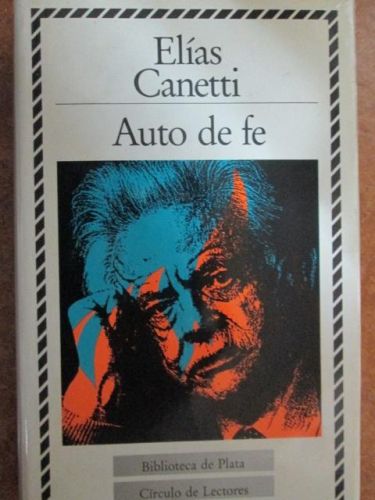 Elías
Canetti
Auto de fe
Biblioteca de Plata
Círculo de Lectores